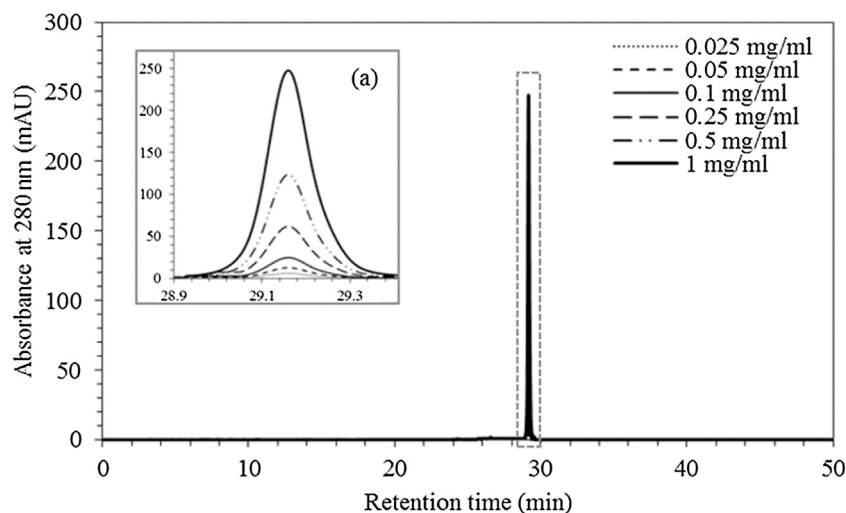 300
250
200
150
100
50
0
Absorbance at 280 nm (mAU)
0 10 20 30 40 50
Retention time (min)
(a)
250
200
150
100
50
0
28.9 29.1 29.3
0.025 mg/ml
0.05 mg/ml
0.1 mg/ml
0.25 mg/ml
0.5 mg/ml
1 mg/ml